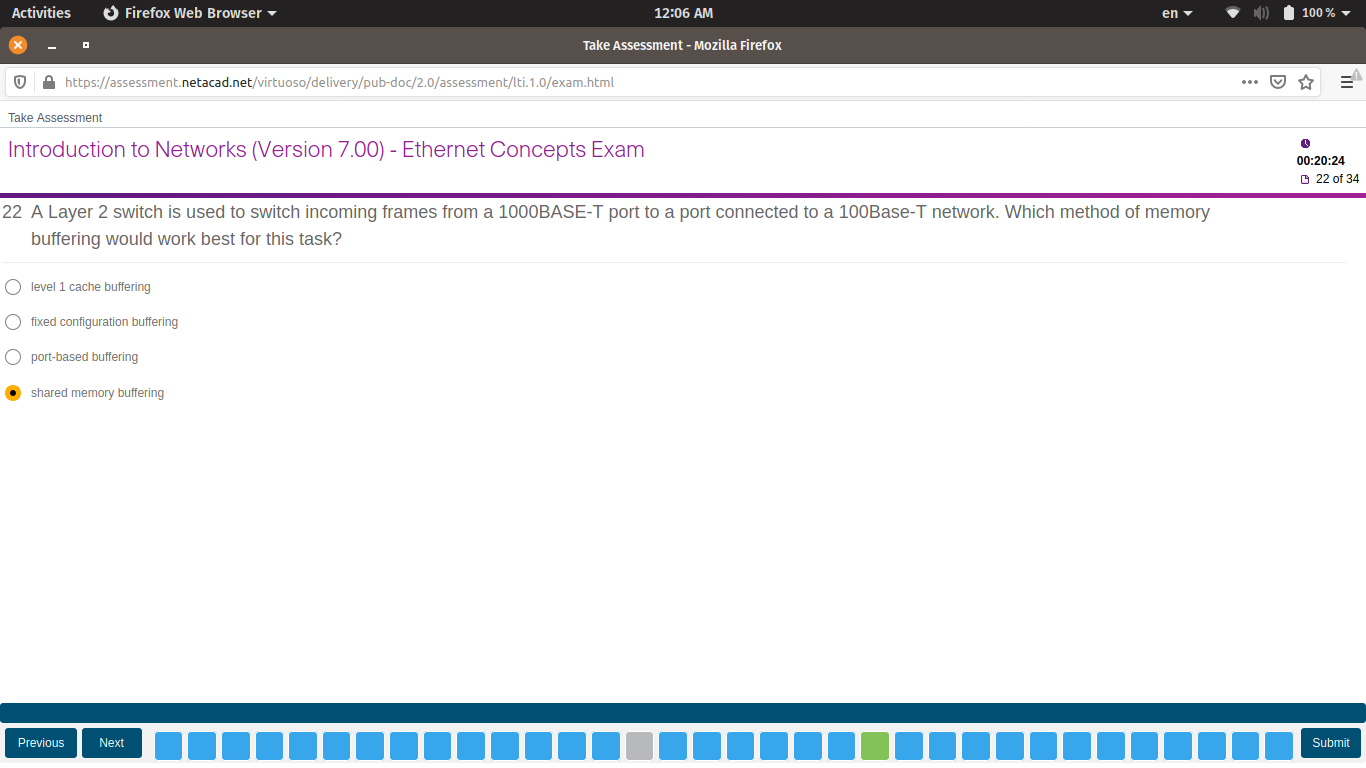 Activities Firefox Web Browser 12:06 AM en 100 %
Take Assessment - Mozilla Firefox
https://assessment.netacad.net/virtuoso/delivery/pub-doc/2.0/assessment/lti.1.0/exam.html
Take Assessment
Introduction to Networks (Version 7.00) - Ethernet Concepts Exam
00:20:24
22 of 34
22 A Layer 2 switch is used to switch incoming frames from a 1000BASE-T port to a port connected to a 100Base-T network. Which method of memory
buffering would work best for this task?
level 1 cache buffering
fixed configuration buffering
port-based buffering
shared memory buffering
Previous Next Submit